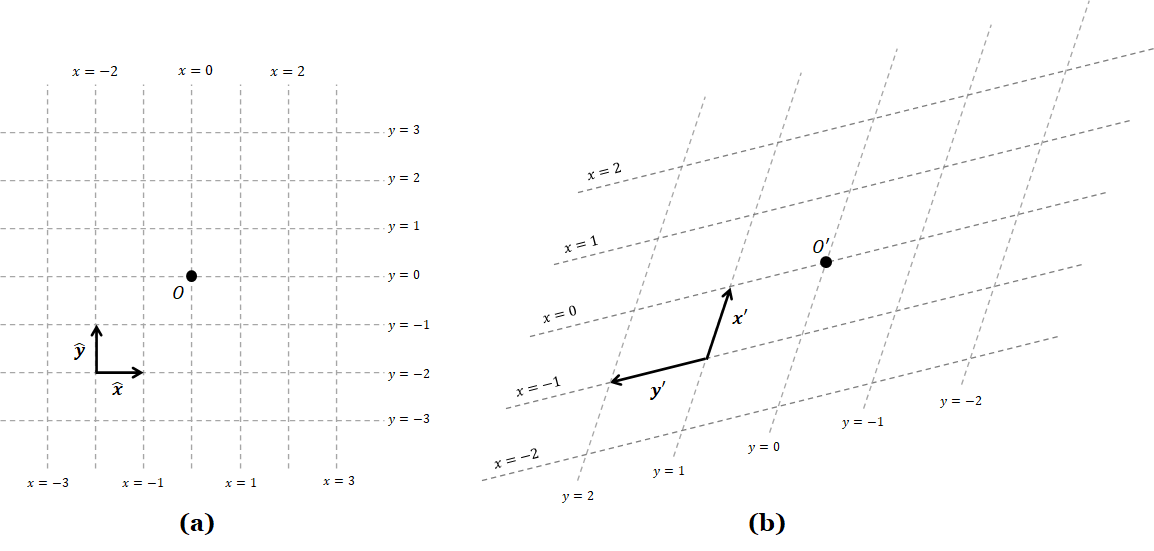 x = −2
x = 0
x = 2
y = 3
y = 2
y = 1
y = 0
O
y = −1
ŷ
y = −2
x̂
y = −3
x = −3
x = −1
x = 1
x = 3
(a)
x = 2
x = 1
O′
x = 0
x′
x = −1
y′
x = −2
y = −2
y = −1
y = 0
y = 1
y = 2
(b)